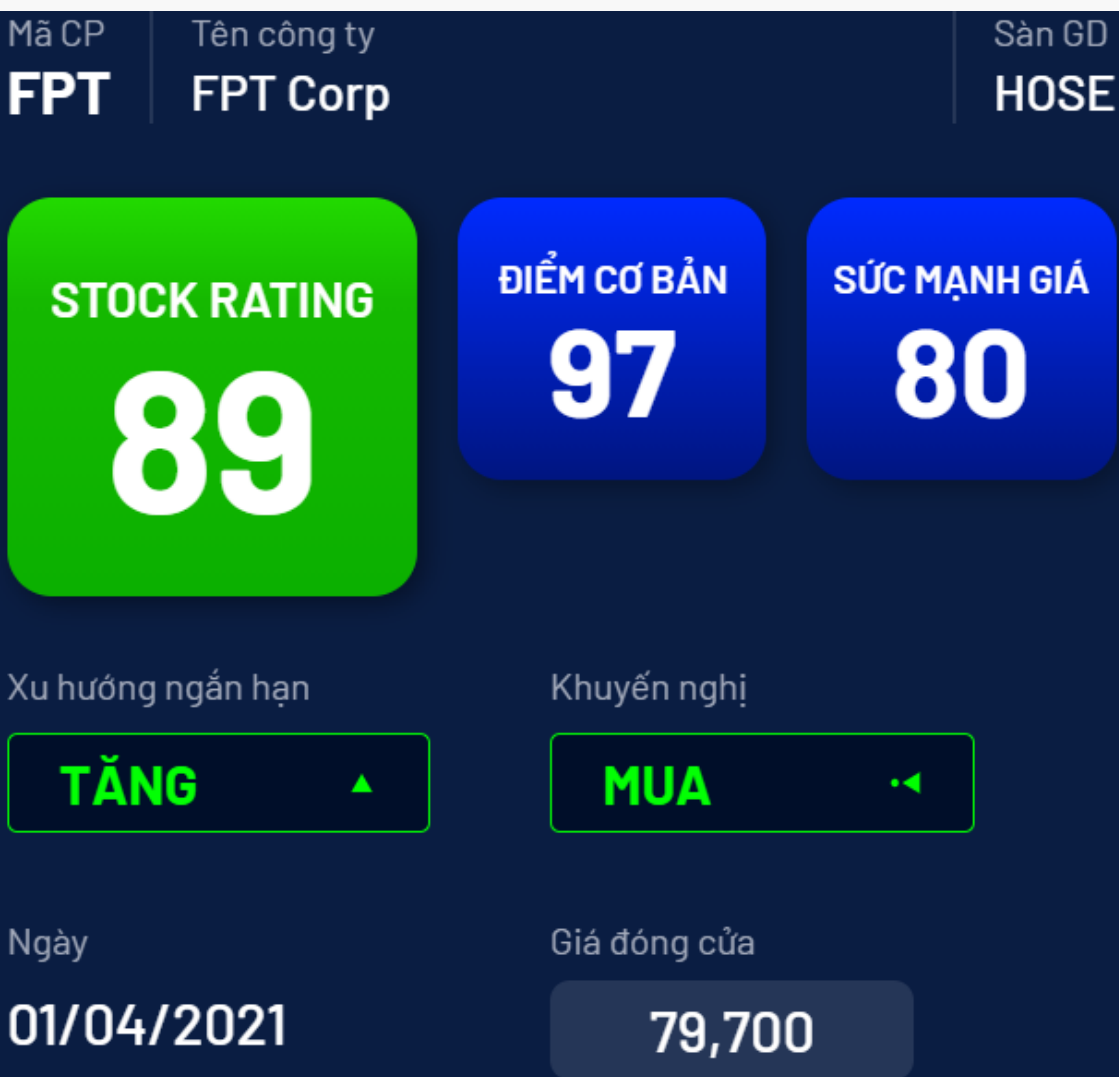 Mã CP
FPT
Tên công ty
FPT Corp
Sàn GD
HOSE
STOCK RATING
89
ĐIỂM CƠ BẢN
97
SỨC MẠNH GIÁ
80
Xu hướng ngắn hạn
TĂNG
Khuyến nghị
MUA
Ngày
01/04/2021
Giá đóng cửa
79,700